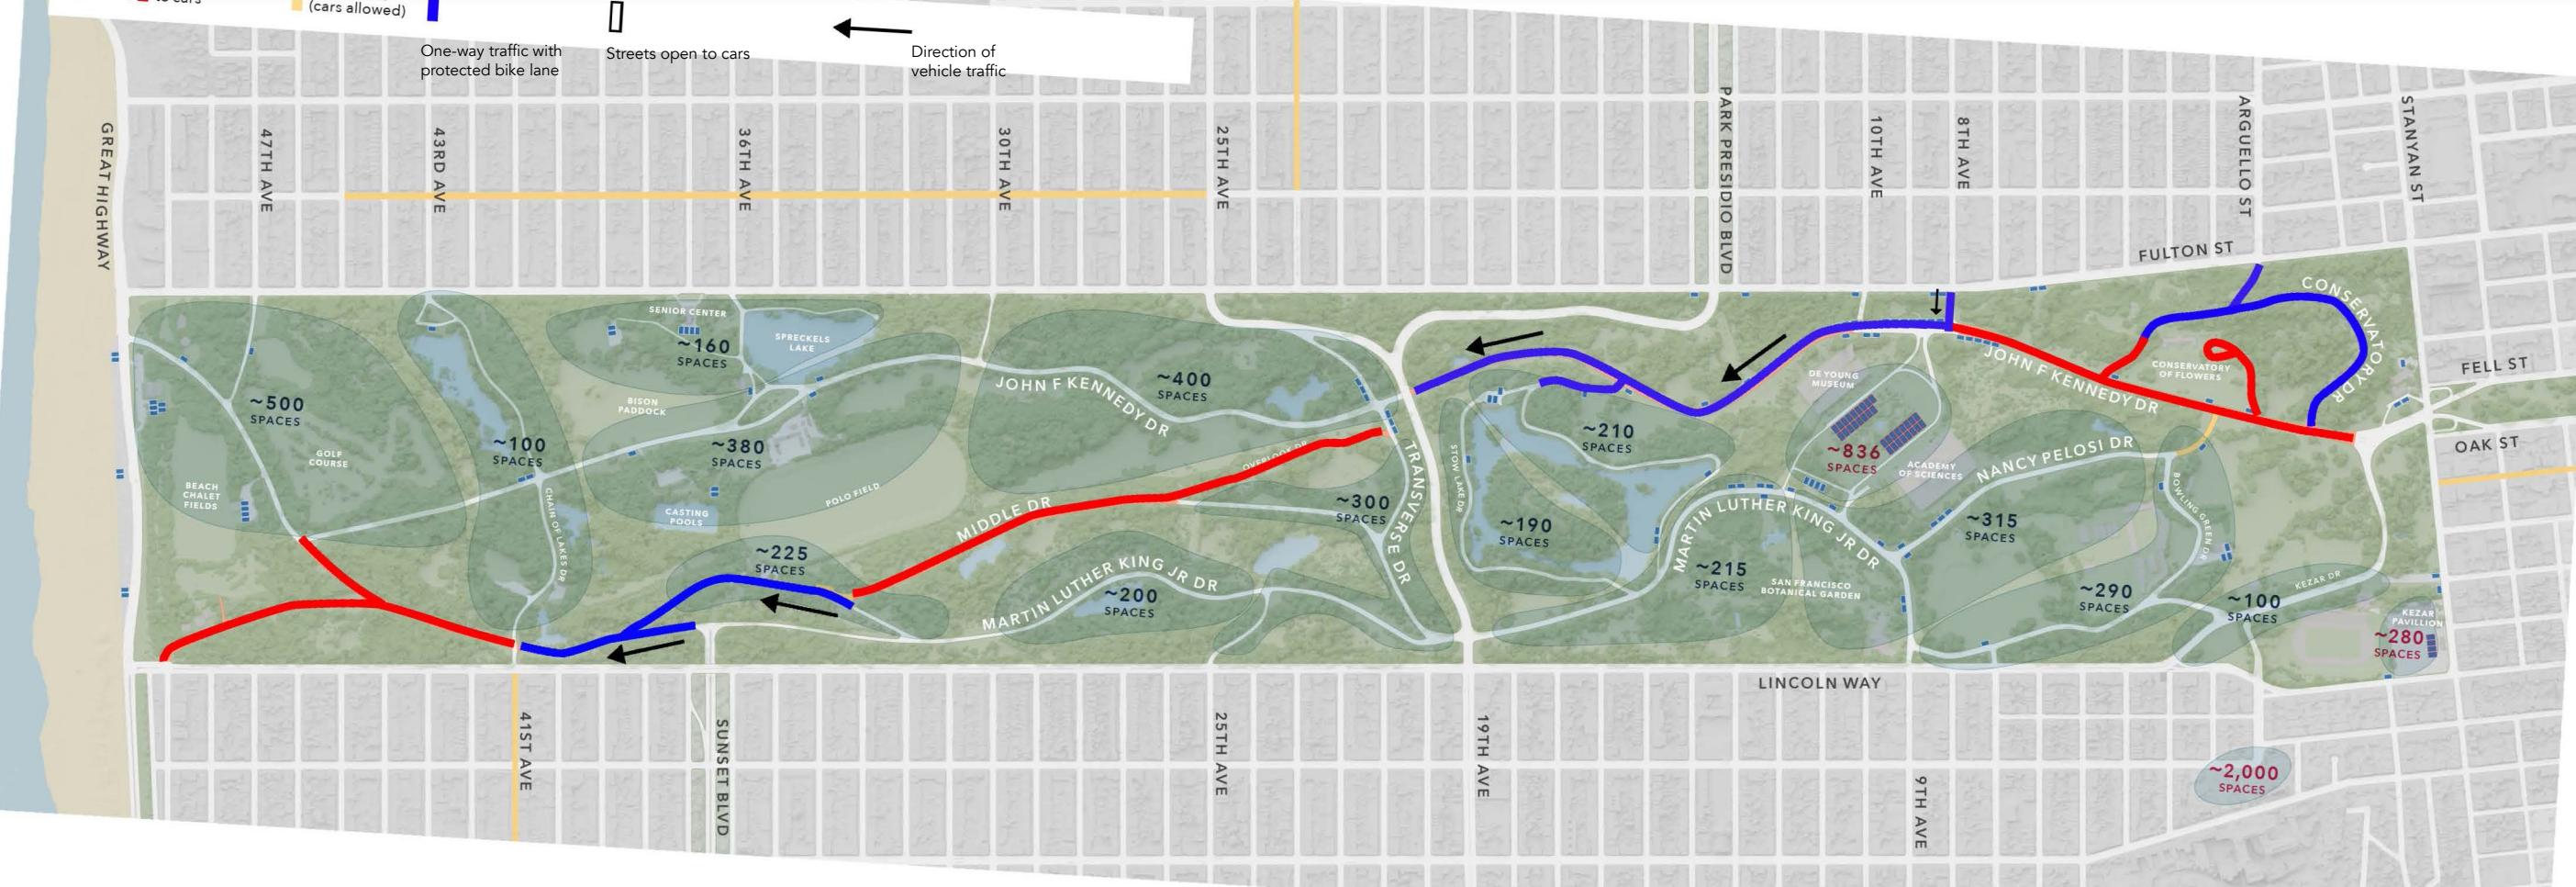 to cars
(cars allowed)
One-way traffic with
protected bike lane
Streets open to cars
Direction of
vehicle traffic
GREAT HIGHWAY
47TH AVE
43RD AVE
36TH AVE
30TH AVE
25TH AVE
PARK PRESIDIO BLVD
10TH AVE
8TH AVE
ARGUELLO ST
STANYAN ST
FULTON ST
CONSERVATORY DR
FELL ST
OAK ST
SENIOR CENTER
~160
SPACES
SPRECKELS
LAKE
~500
SPACES
GOLF
COURSE
BEACH
CHALET
FIELDS
~100
SPACES
CHAIN OF LAKES DR
BISON
PADDOCK
~380
SPACES
CASTING
POOLS
POLO FIELD
JOHN F KENNEDY DR
~400
SPACES
OVERLOOK DR
MIDDLE DR
~300
SPACES
TRANSVERSE DR
~225
SPACES
MARTIN LUTHER KING JR DR
~200
SPACES
STOW LAKE DR
~210
SPACES
~190
SPACES
DE YOUNG
MUSEUM
~836
SPACES
ACADEMY
OF SCIENCES
MARTIN LUTHER KING JR DR
~215
SPACES
SAN FRANCISCO
BOTANICAL GARDEN
JOHN F KENNEDY DR
CONSERVATORY
OF FLOWERS
NANCY PELOSI DR
~315
SPACES
BOWLING GREEN DR
~290
SPACES
~100
SPACES
KEZAR DR
KEZAR
PAVILLION
~280
SPACES
LINCOLN WAY
41ST AVE
SUNSET BLVD
25TH AVE
19TH AVE
9TH AVE
~2,000
SPACES